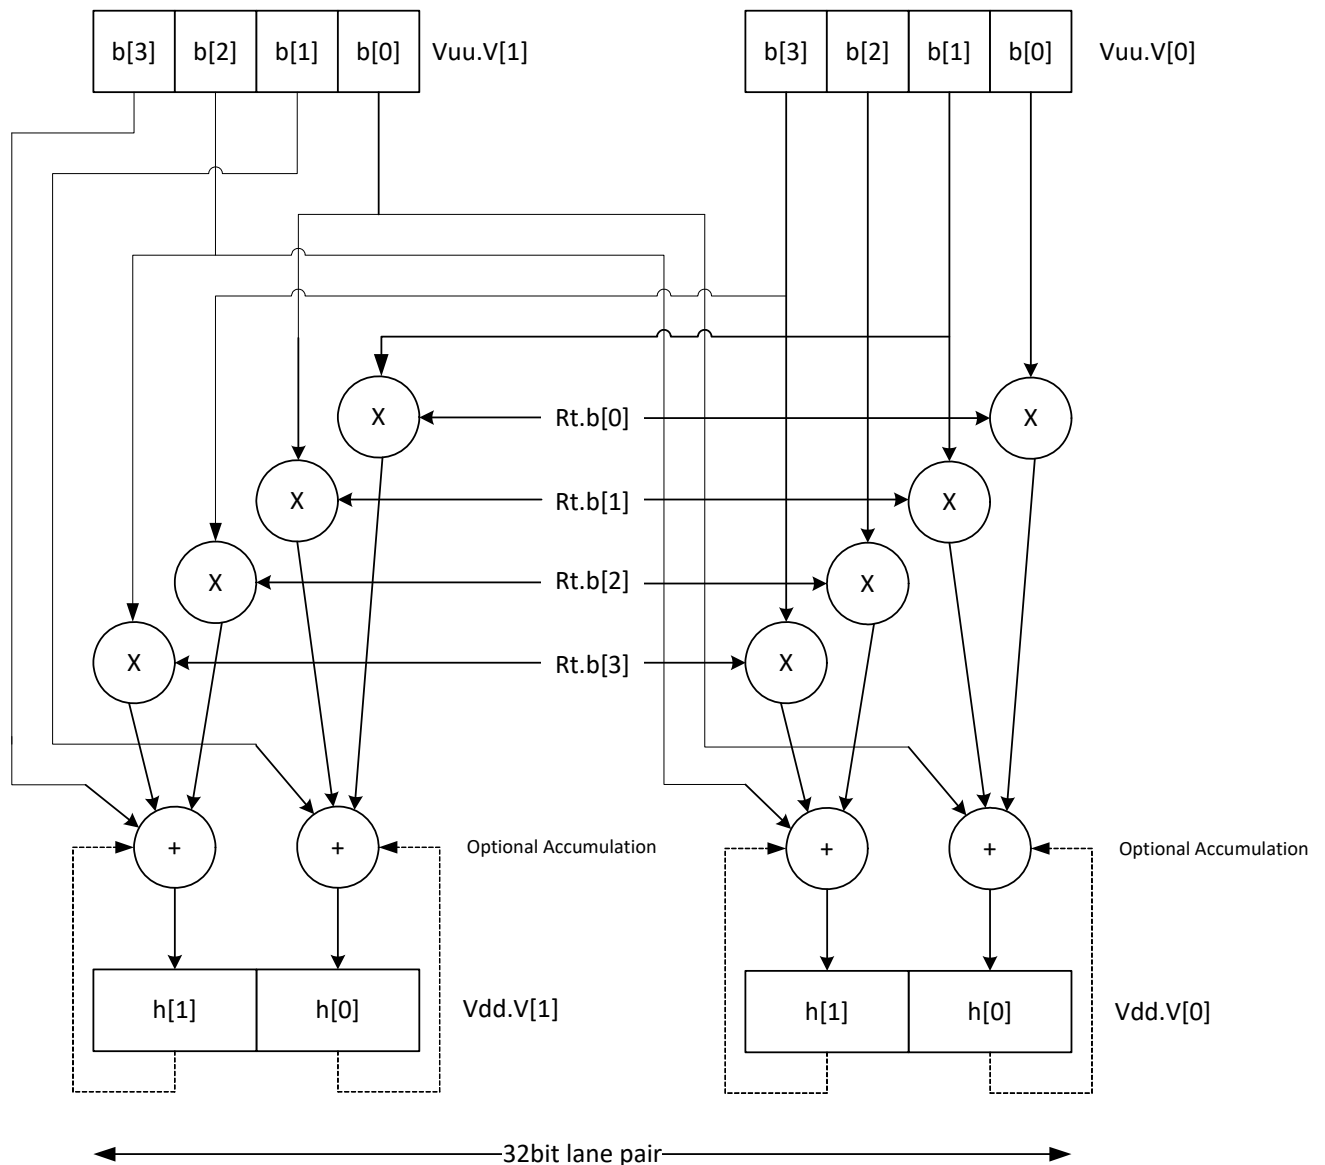 b[3] b[2] b[1] b[0] Vuu.V[1] b[3] b[2] b[1] b[0] Vuu.V[0]
X Rt.b[0] X
X Rt.b[1] X
X Rt.b[2] X
X Rt.b[3] X
+ + Optional Accumulation + + Optional Accumulation
h[1] h[0] Vdd.V[1] h[1] h[0] Vdd.V[0]
32bit lane pair